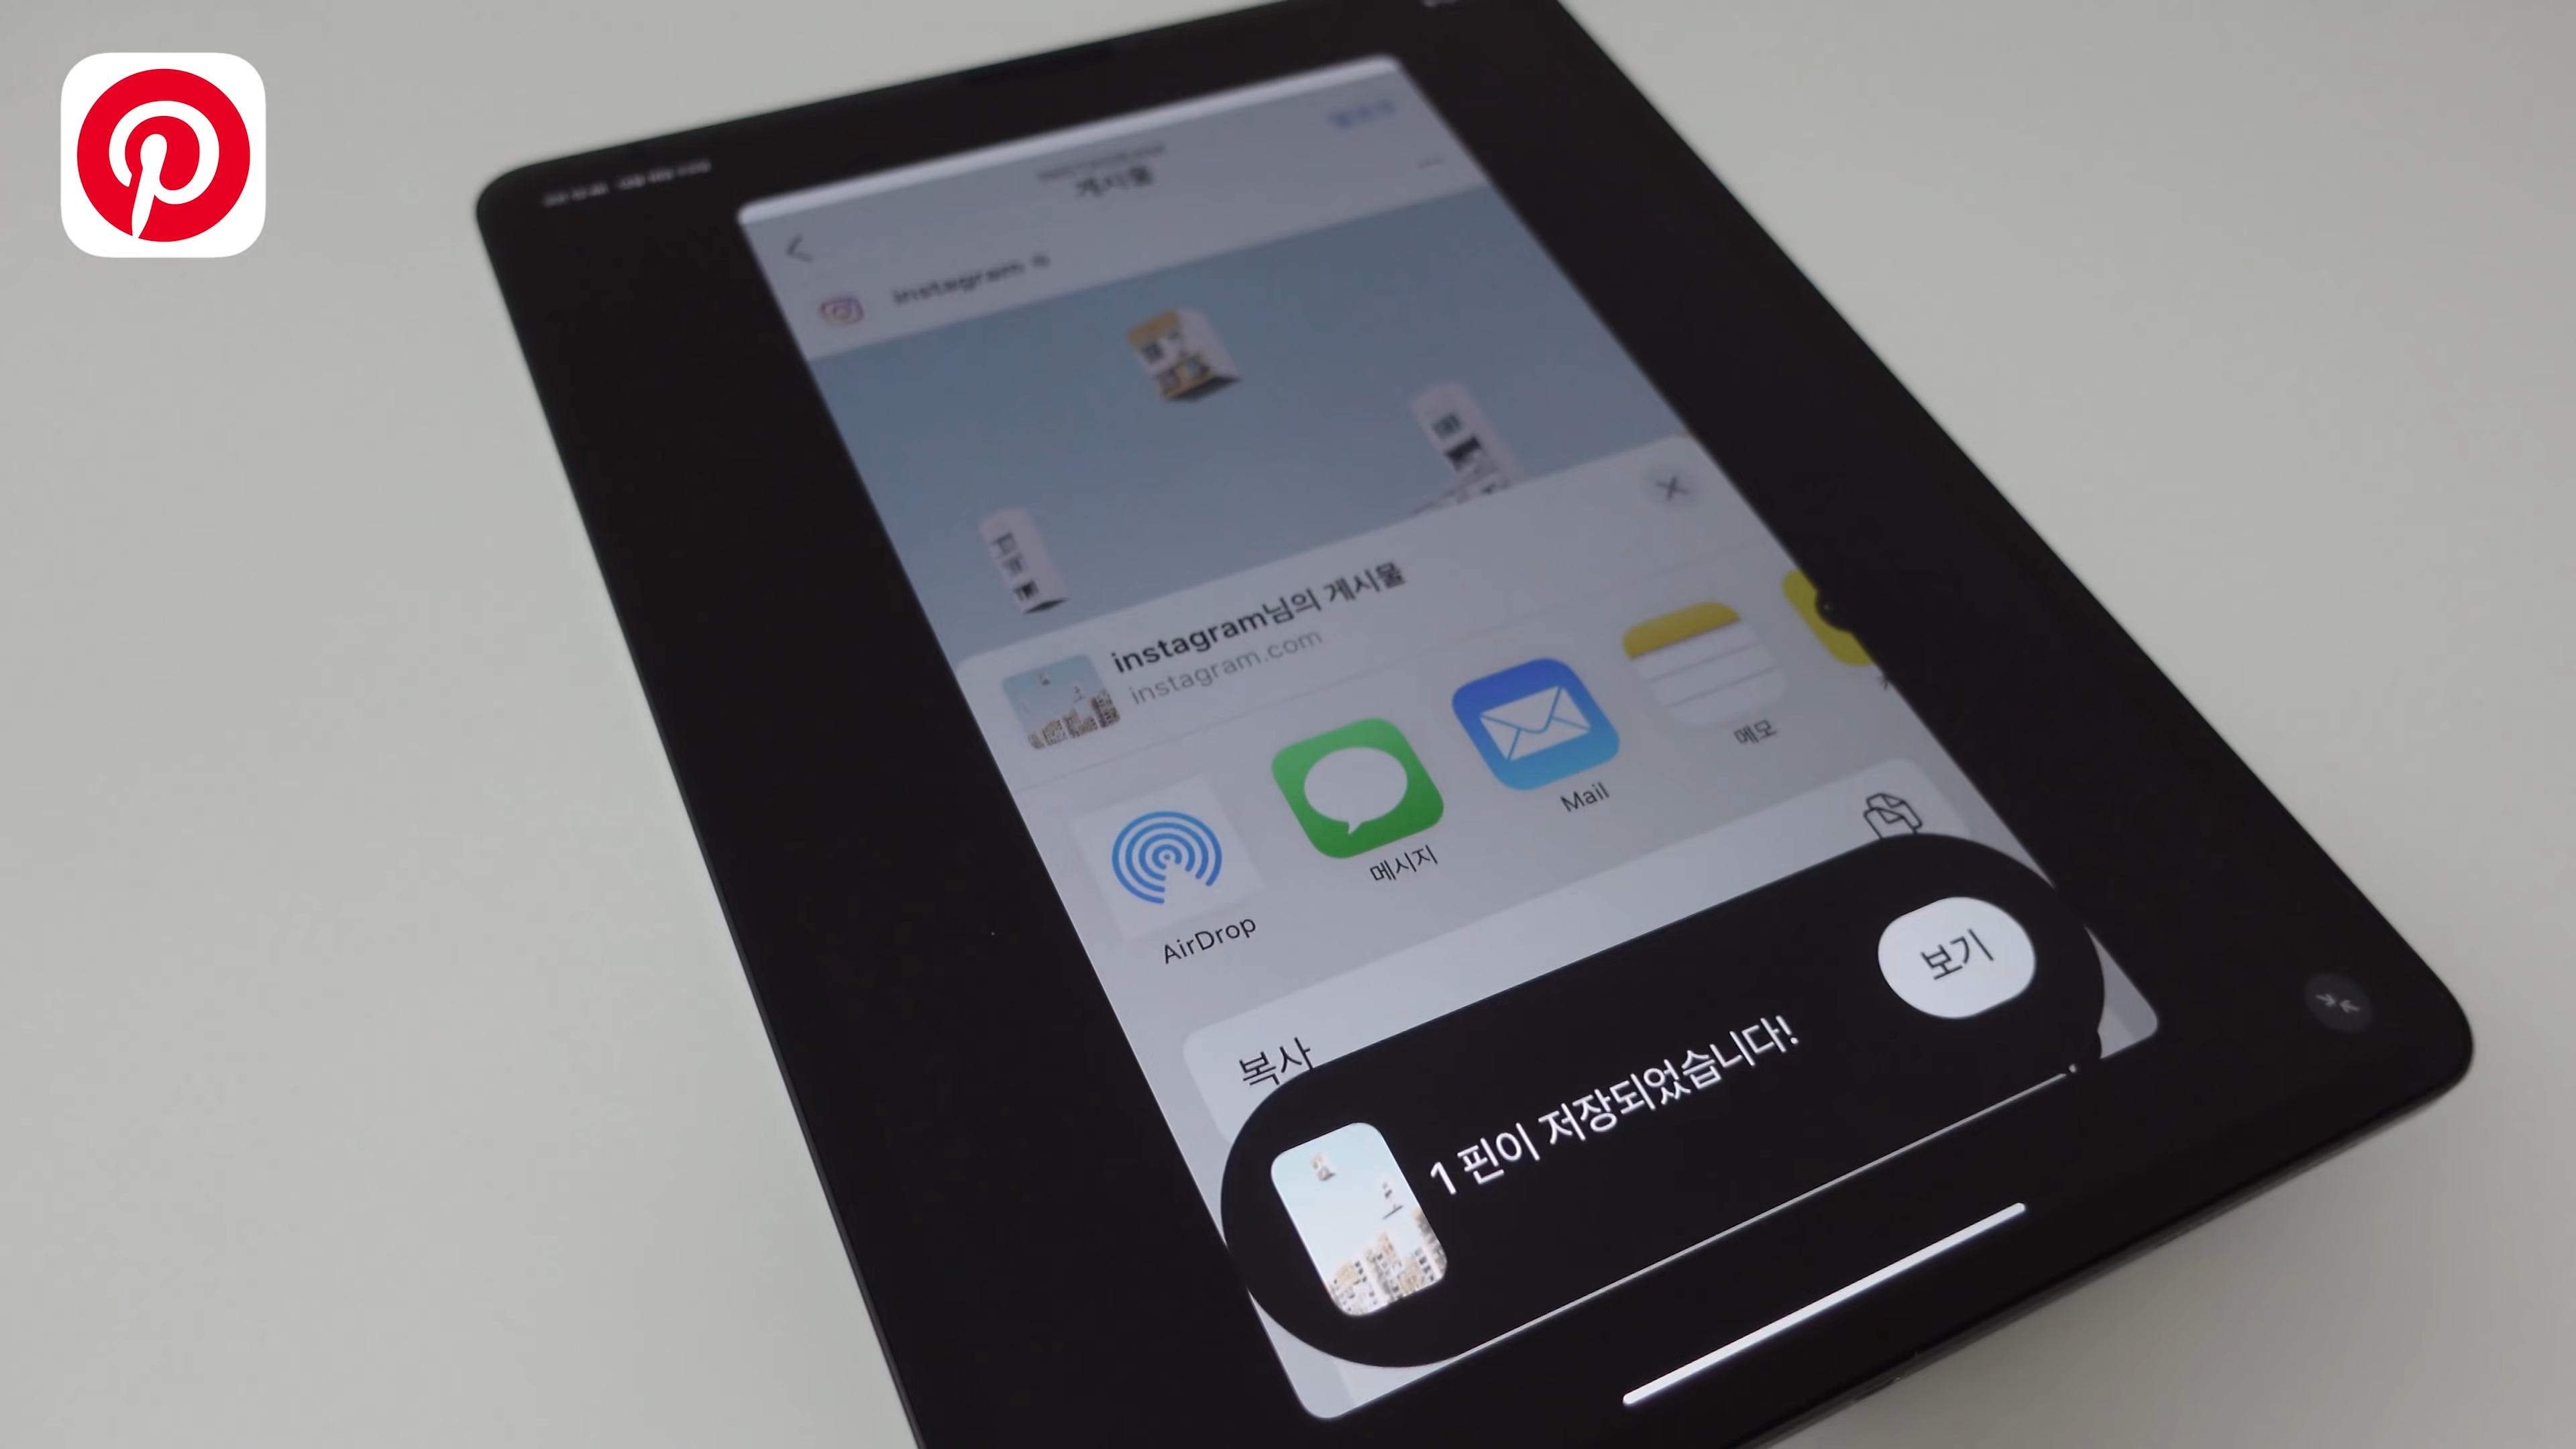 게시물
instagram
instagram님의 게시물
instagram.com
AirDrop
메시지
Mail
메모
복사
1 핀이 저장되었습니다!
보기